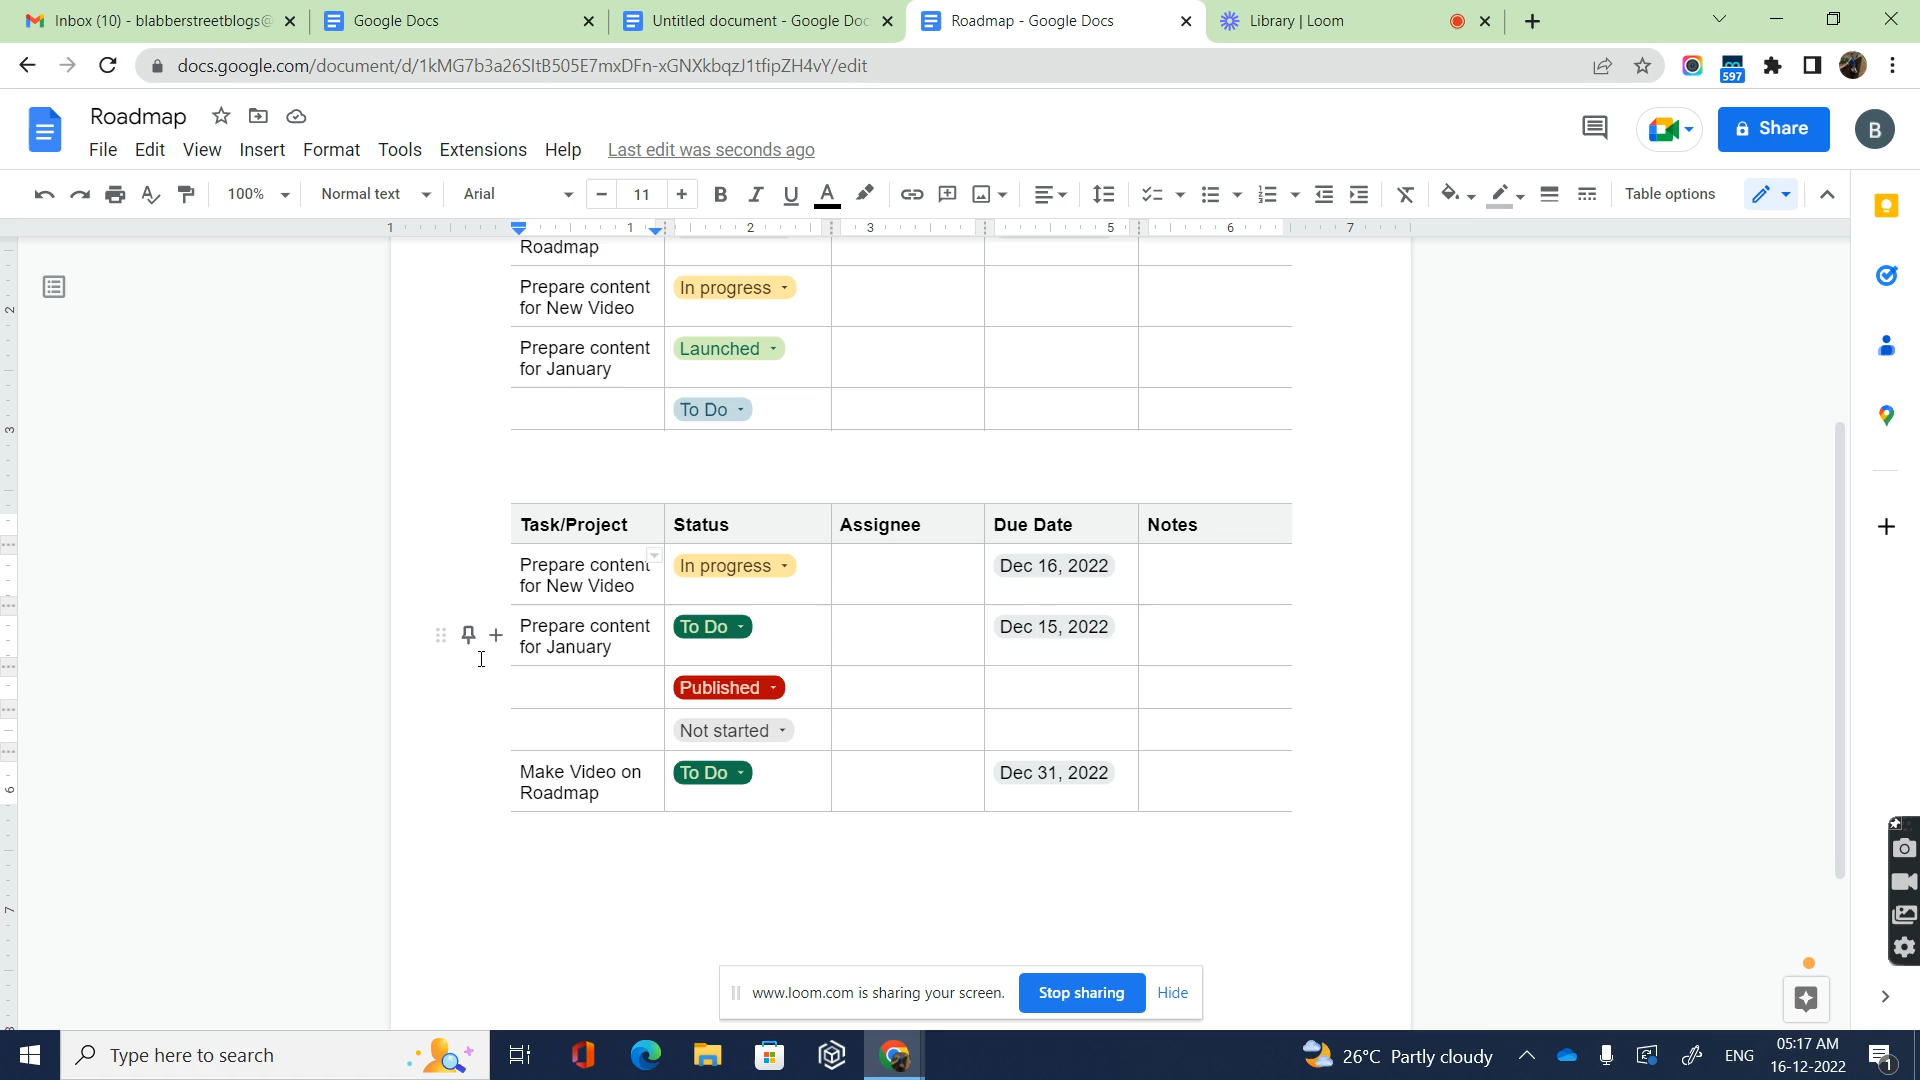 Inbox (10) - blabberstreetblogs@
Google Docs
Untitled document - Google Doc
Roadmap - Google Docs
Library | Loom
docs.google.com/document/d/1kMG7b3a26SltB505E7mxDFn-xGNXkbqzJ1tfipZH4vY/edit
597
Roadmap
Share
B
File Edit View Insert Format Tools Extensions Help Last edit was seconds ago
100% Normal text Arial 11 Table options
1 1 2 3 5 6 7
Roadmap
Prepare content In progress
for New Video
Prepare content Launched
for January
To Do
Task/Project Status Assignee Due Date Notes
Prepare content In progress Dec 16, 2022
for New Video
Prepare content To Do Dec 15, 2022
for January
Published
Not started
Make Video on To Do Dec 31, 2022
Roadmap
2
3
6
7
www.loom.com is sharing your screen. Stop sharing Hide
Type here to search
26°C Partly cloudy
ENG
05:17 AM
16-12-2022
1